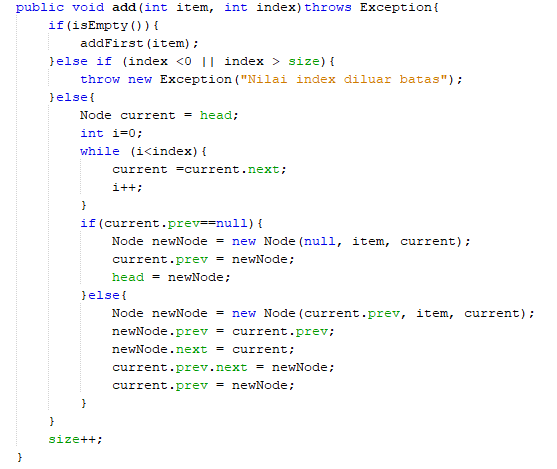 public void add(int item, int index)throws Exception{
    if(isEmpty()){
        addFirst(item);
    }else if (index <0 || index > size){
        throw new Exception("Nilai index diluar batas");
    }else{
        Node current = head;
        int i=0;
        while (i<index){
            current =current.next;
            i++;
        }
        if(current.prev==null){
            Node newNode = new Node(null, item, current);
            current.prev = newNode;
            head = newNode;
        }else{
            Node newNode = new Node(current.prev, item, current);
            newNode.prev = current.prev;
            newNode.next = current;
            current.prev.next = newNode;
            current.prev = newNode;
        }
    }
    size++;
}